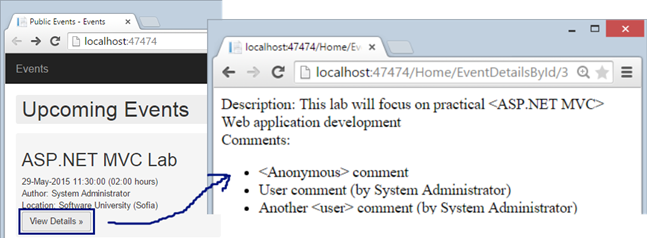 Public Events - Events
localhost:47474
Events
Upcoming Events
ASP.NET MVC Lab
29-May-2015 11:30:00 (02:00 hours)
Author: System Administrator
Location: Software University (Sofia)
View Details »
localhost:47474/Home/Ev
localhost:47474/Home/EventDetailsById/3
Description: This lab will focus on practical <ASP.NET MVC>
Web application development
Comments:
<Anonymous> comment
User comment (by System Administrator)
Another <user> comment (by System Administrator)